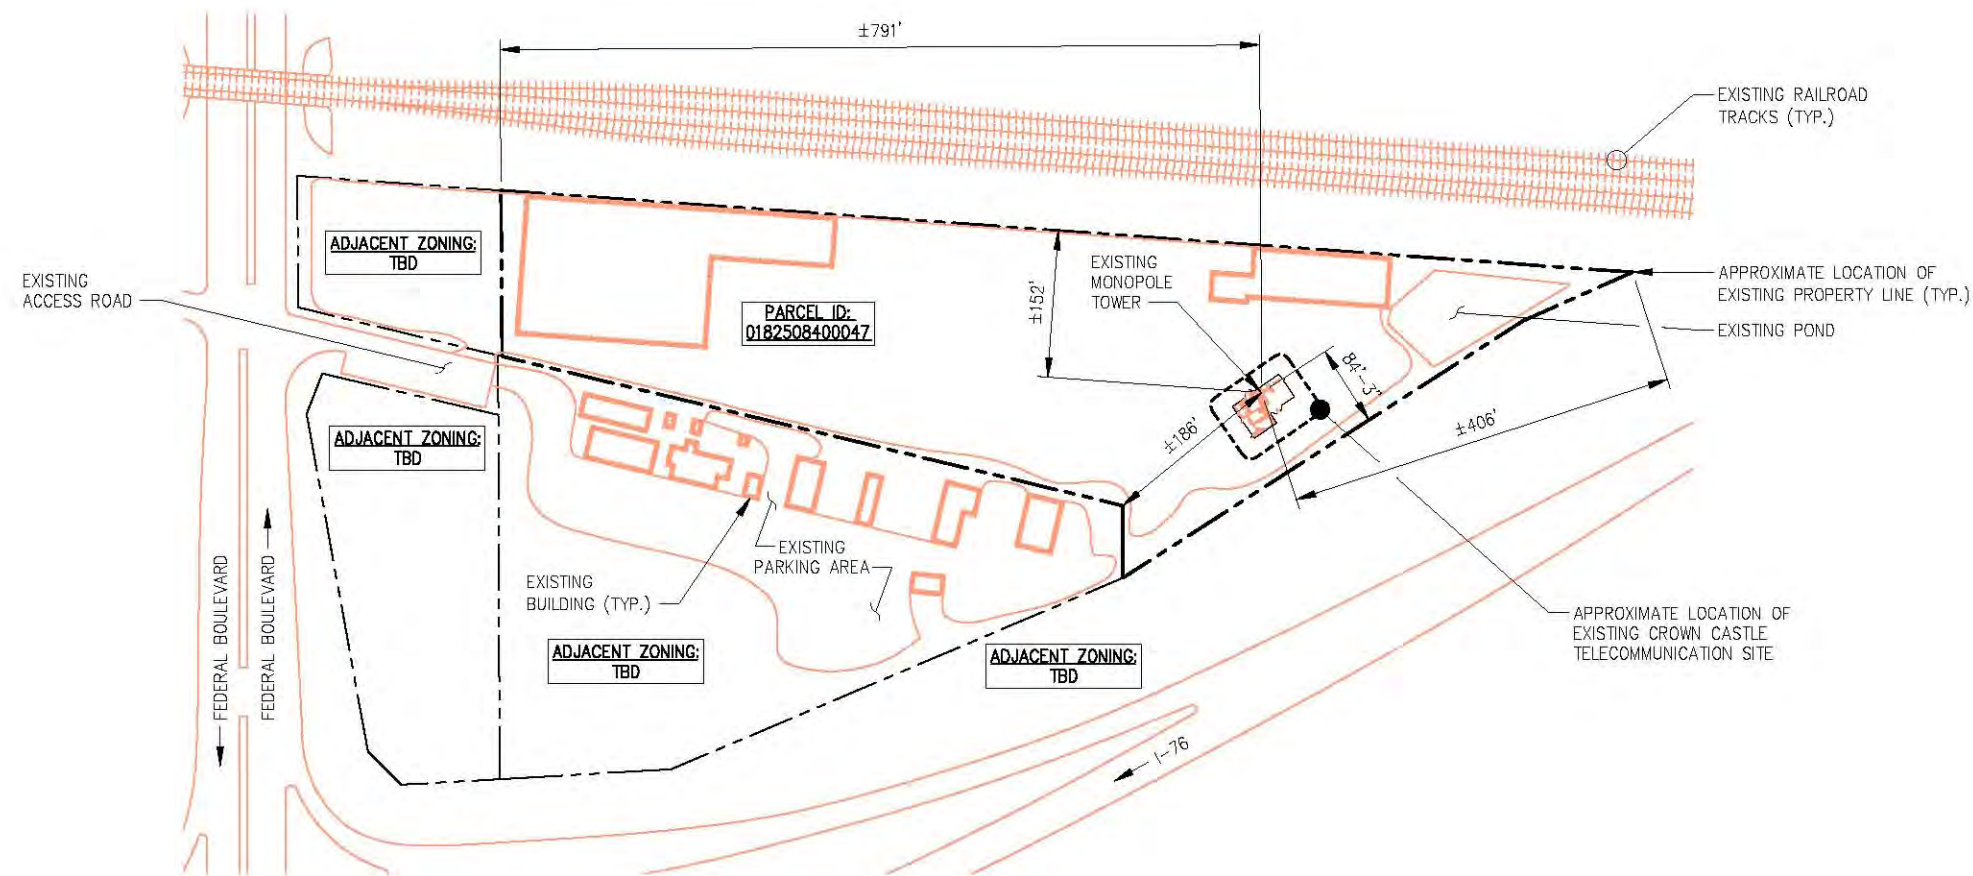 ±791'
EXISTING RAILROAD
TRACKS (TYP.)
ADJACENT ZONING:
TBD
EXISTING
ACCESS ROAD
PARCEL ID:
0182508400047
±152'
EXISTING
MONOPOLE
TOWER
APPROXIMATE LOCATION OF
EXISTING PROPERTY LINE (TYP.)
EXISTING POND
84'-3"
±186'
±406'
ADJACENT ZONING:
TBD
EXISTING
PARKING AREA
EXISTING
BUILDING (TYP.)
ADJACENT ZONING:
TBD
ADJACENT ZONING:
TBD
APPROXIMATE LOCATION OF
EXISTING CROWN CASTLE
TELECOMMUNICATION SITE
FEDERAL BOULEVARD
FEDERAL BOULEVARD
I-76